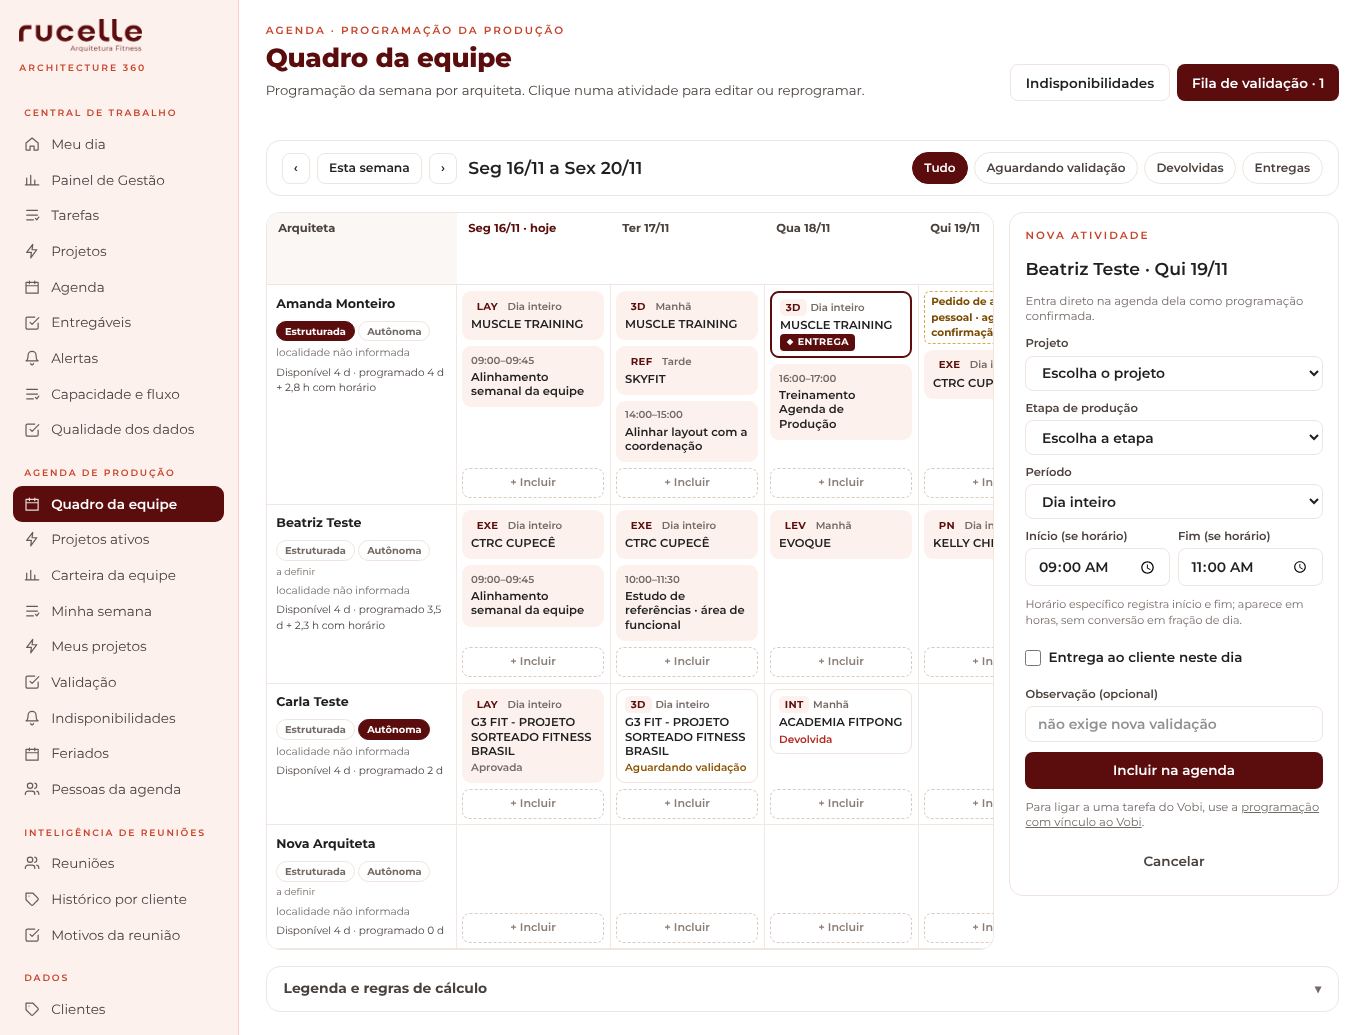 rucelle
Arquitetura Fitness
ARCHITECTURE 360
CENTRAL DE TRABALHO
Meu dia
Painel de Gestão
Tarefas
Projetos
Agenda
Entregáveis
Alertas
Capacidade e fluxo
Qualidade dos dados
AGENDA DE PRODUÇÃO
Quadro da equipe
Projetos ativos
Carteira da equipe
Minha semana
Meus projetos
Validação
Indisponibilidades
Feriados
Pessoas da agenda
INTELIGÊNCIA DE REUNIÕES
Reuniões
Histórico por cliente
Motivos da reunião
DADOS
Clientes
AGENDA · PROGRAMAÇÃO DA PRODUÇÃO
Quadro da equipe
Programação da semana por arquiteta. Clique numa atividade para editar ou reprogramar.
Indisponibilidades
Fila de validação · 1
‹ Esta semana › Seg 16/11 a Sex 20/11
Tudo Aguardando validação Devolvidas Entregas
Arquiteta Seg 16/11 · hoje Ter 17/11 Qua 18/11 Qui 19/11
Amanda Monteiro
Estruturada Autônoma
localidade não informada
Disponível 4 d · programado 4 d
+ 2,8 h com horário
LAY Dia inteiro
MUSCLE TRAINING
09:00–09:45
Alinhamento
semanal da equipe
+ Incluir
3D Manhã
MUSCLE TRAINING
REF Tarde
SKYFIT
14:00–15:00
Alinhar layout com a
coordenação
+ Incluir
3D Dia inteiro
MUSCLE TRAINING
◆ ENTREGA
16:00–17:00
Treinamento
Agenda de
Produção
+ Incluir
Pedido de a
pessoal · ag
confirmaçã
EXE Dia i
CTRC CUP
+ In
Beatriz Teste
Estruturada Autônoma
a definir
localidade não informada
Disponível 4 d · programado 3,5
d + 2,3 h com horário
EXE Dia inteiro
CTRC CUPECÊ
09:00–09:45
Alinhamento
semanal da equipe
+ Incluir
EXE Dia inteiro
CTRC CUPECÊ
10:00–11:30
Estudo de
referências · área de
funcional
+ Incluir
LEV Manhã
EVOQUE
+ Incluir
PN Dia in
KELLY CHI
+ In
Carla Teste
Estruturada Autônoma
localidade não informada
Disponível 4 d · programado 2 d
LAY Dia inteiro
G3 FIT - PROJETO
SORTEADO FITNESS
BRASIL
Aprovada
+ Incluir
3D Dia inteiro
G3 FIT - PROJETO
SORTEADO FITNESS
BRASIL
Aguardando validação
+ Incluir
INT Manhã
ACADEMIA FITPONG
Devolvida
+ Incluir
+ In
Nova Arquiteta
Estruturada Autônoma
a definir
localidade não informada
Disponível 4 d · programado 0 d
+ Incluir
+ Incluir
+ Incluir
+ In
NOVA ATIVIDADE
Beatriz Teste · Qui 19/11
Entra direto na agenda dela como programação
confirmada.
Projeto
Escolha o projeto
Etapa de produção
Escolha a etapa
Período
Dia inteiro
Início (se horário) Fim (se horário)
09:00 AM 11:00 AM
Horário específico registra início e fim; aparece em
horas, sem conversão em fração de dia.
Entrega ao cliente neste dia
Observação (opcional)
não exige nova validação
Incluir na agenda
Para ligar a uma tarefa do Vobi, use a programação
com vínculo ao Vobi.
Cancelar
Legenda e regras de cálculo ▾